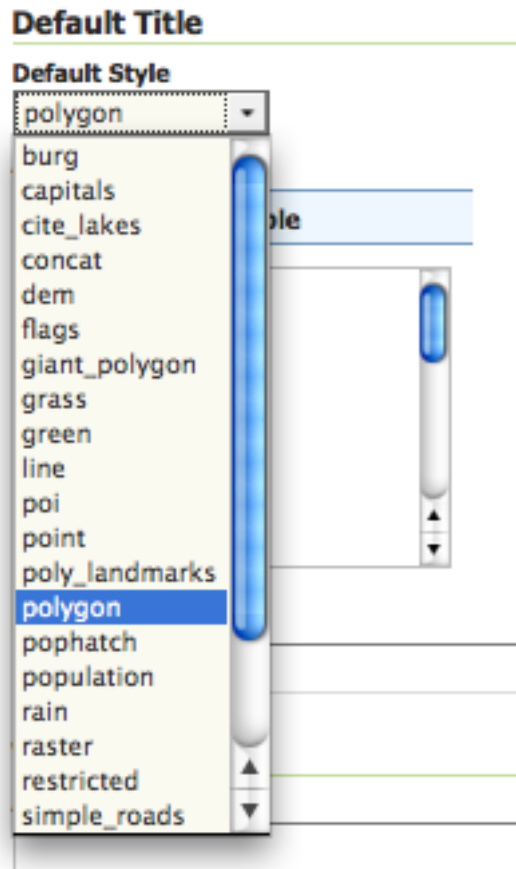 Default Title
Default Style
polygon
burg
capitals
cite_lakes
concat
dem
flags
giant_polygon
grass
green
line
poi
point
poly_landmarks
polygon
pophatch
population
rain
raster
restricted
simple_roads